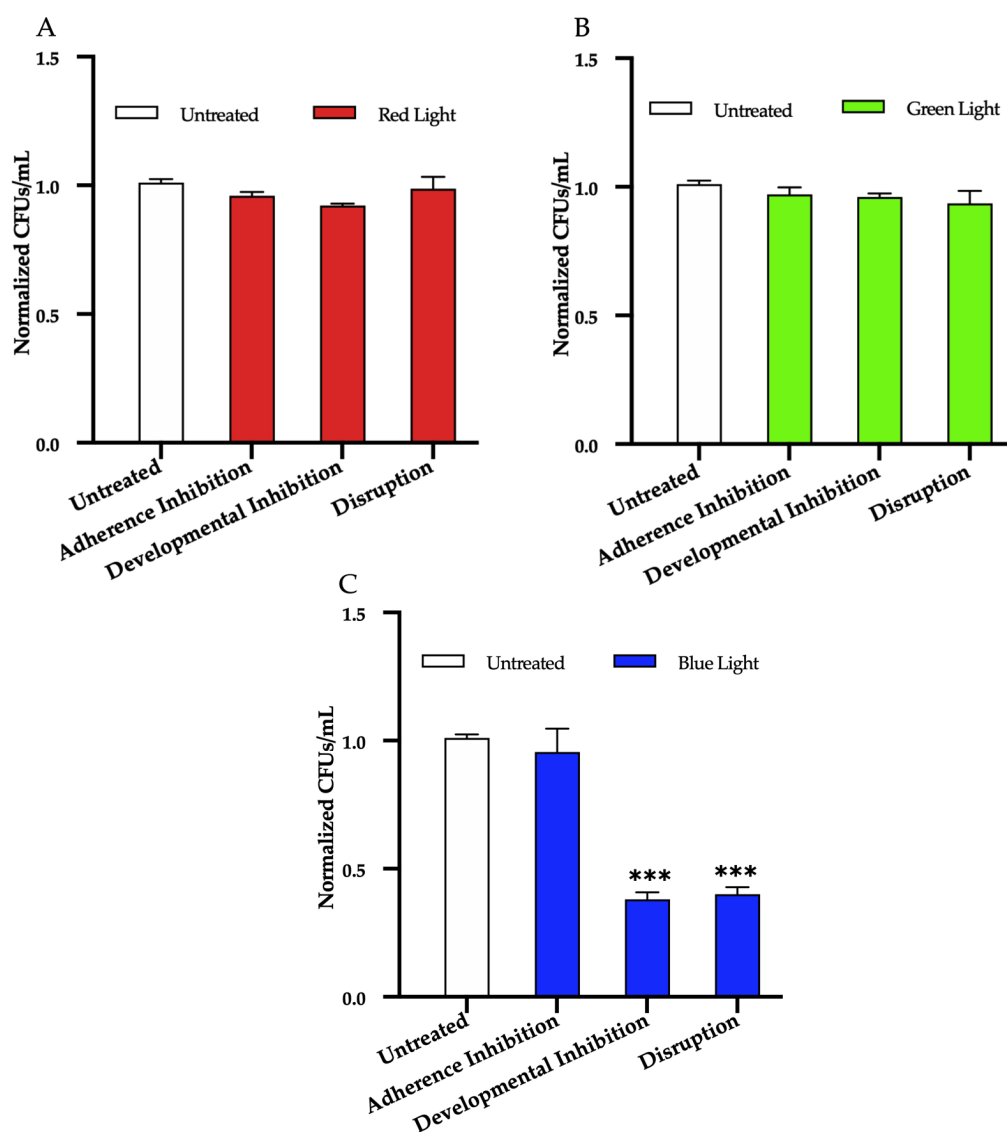 A
1.5
Untreated
Red Light
1.0
Normalized CFUs/mL
0.5
0.0
Untreated
Adherence Inhibition
Developmental Inhibition
Disruption
B
1.5
Untreated
Green Light
1.0
Normalized CFUs/mL
0.5
0.0
Untreated
Adherence Inhibition
Developmental Inhibition
Disruption
C
1.5
Untreated
Blue Light
1.0
Normalized CFUs/mL
0.5
***
***
0.0
Untreated
Adherence Inhibition
Developmental Inhibition
Disruption